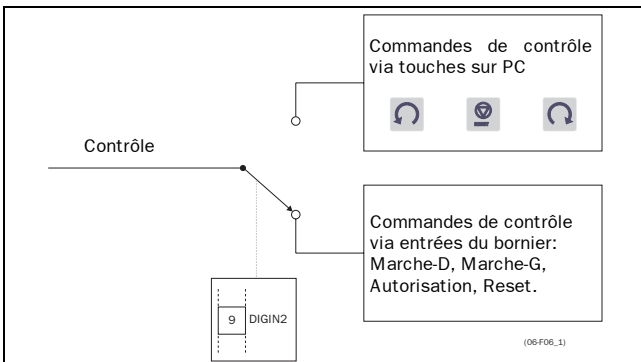 Commandes de contrôle
via touches sur PC
Contrôle
Commandes de contrôle
via entrées du bornier:
Marche-D, Marche-G,
Autorisation, Reset.
9 DIGIN2
(06-F06_1)